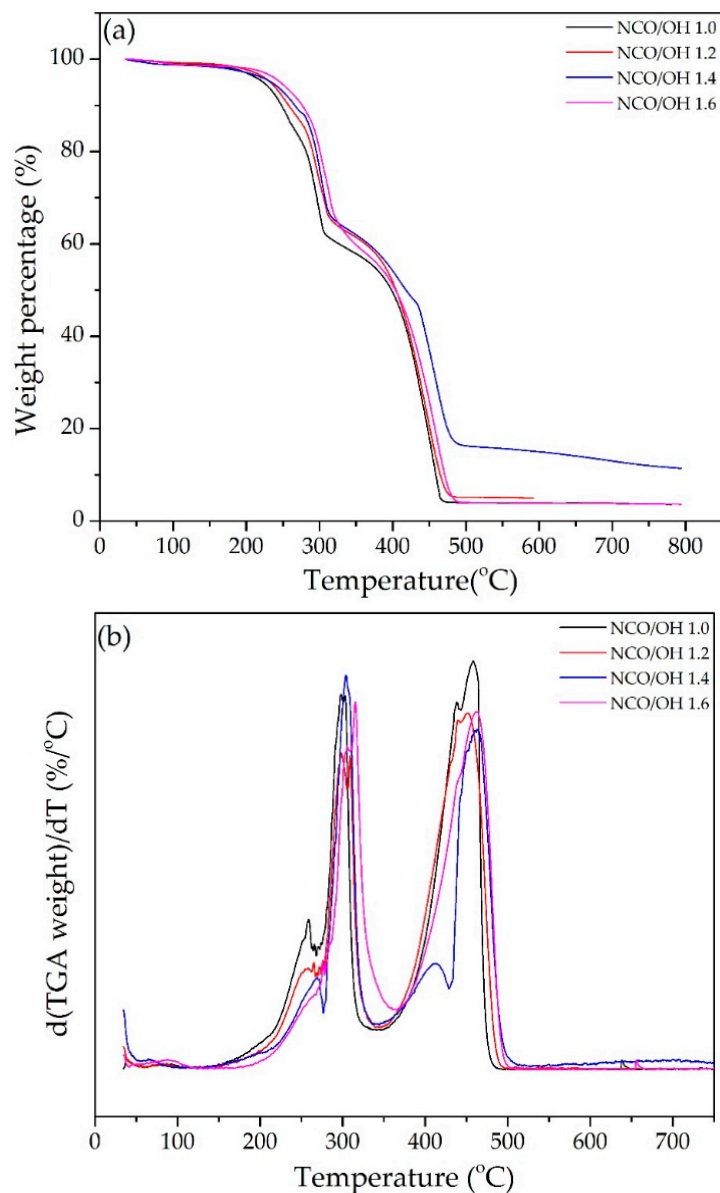 (a)
NCO/OH 1.0
NCO/OH 1.2
NCO/OH 1.4
NCO/OH 1.6
Weight percentage (%)
100
80
60
40
20
0
0 100 200 300 400 500 600 700 800
Temperature(°C)
(b)
NCO/OH 1.0
NCO/OH 1.2
NCO/OH 1.4
NCO/OH 1.6
d(TGA weight)/dT (%/°C)
0 100 200 300 400 500 600 700
Temperature (°C)